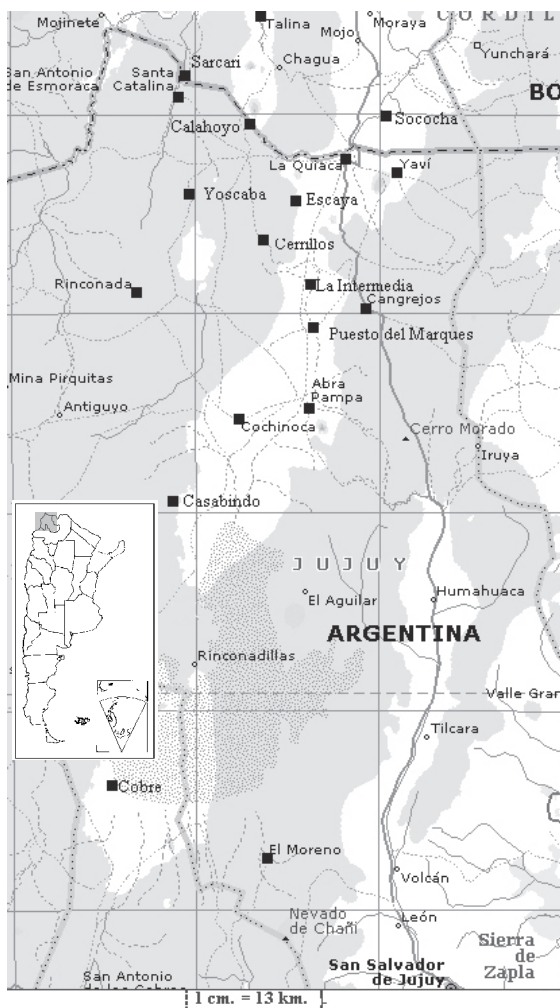 Mojinete
Talina
Moraya
CORDIL
Mojo
Yunchará
Sarcari
Chagua
San Antonio
de Esmoraca
Santa
Catalina
BO
Calahoyo
Sococha
La Quiaca
Yaví
Yoscaba
Escaya
Cerrillos
Rinconada
La Intermedia
Cangrejos
Puesto del Marques
Mina Pirquitas
Abra
Pampa
Antiguyo
Cochinoca
Cerro Morado
Iruya
Casabindo
JUJUY
El Aguilar
Humahuaca
ARGENTINA
Rinconadillas
Valle Gran
Tilcara
Cobre
El Moreno
Volcán
Nevado
de Chañi
León
Sierra
de
Zapla
San Salvador
de Jujuy
San Antonio
de los Cobres
1 cm. = 13 km.